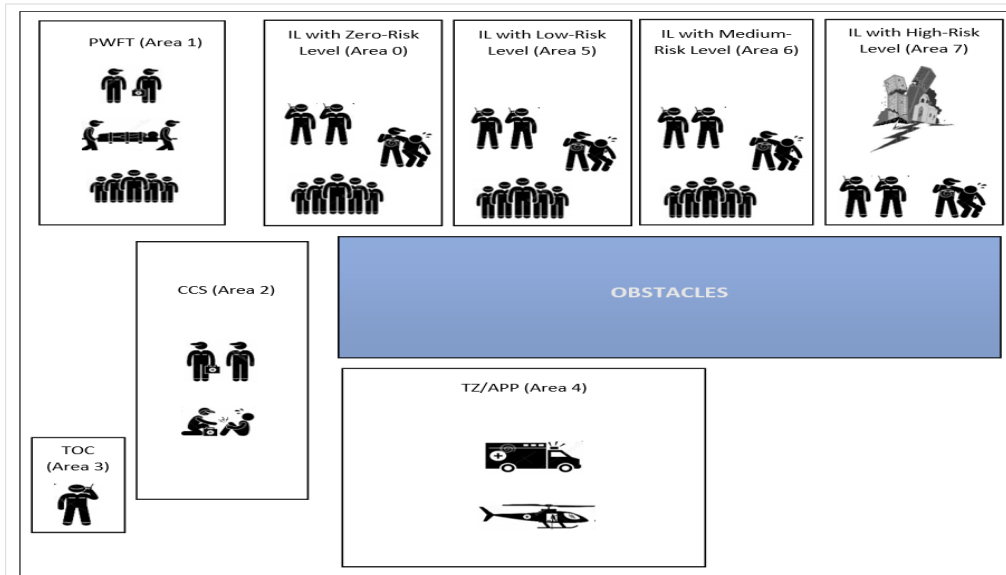 PWFT (Area 1)
IL with Zero-Risk
Level (Area 0)
IL with Low-Risk
Level (Area 5)
IL with Medium-
Risk Level (Area 6)
IL with High-Risk
Level (Area 7)
CCS (Area 2)
OBSTACLES
TZ/APP (Area 4)
TOC
(Area 3)